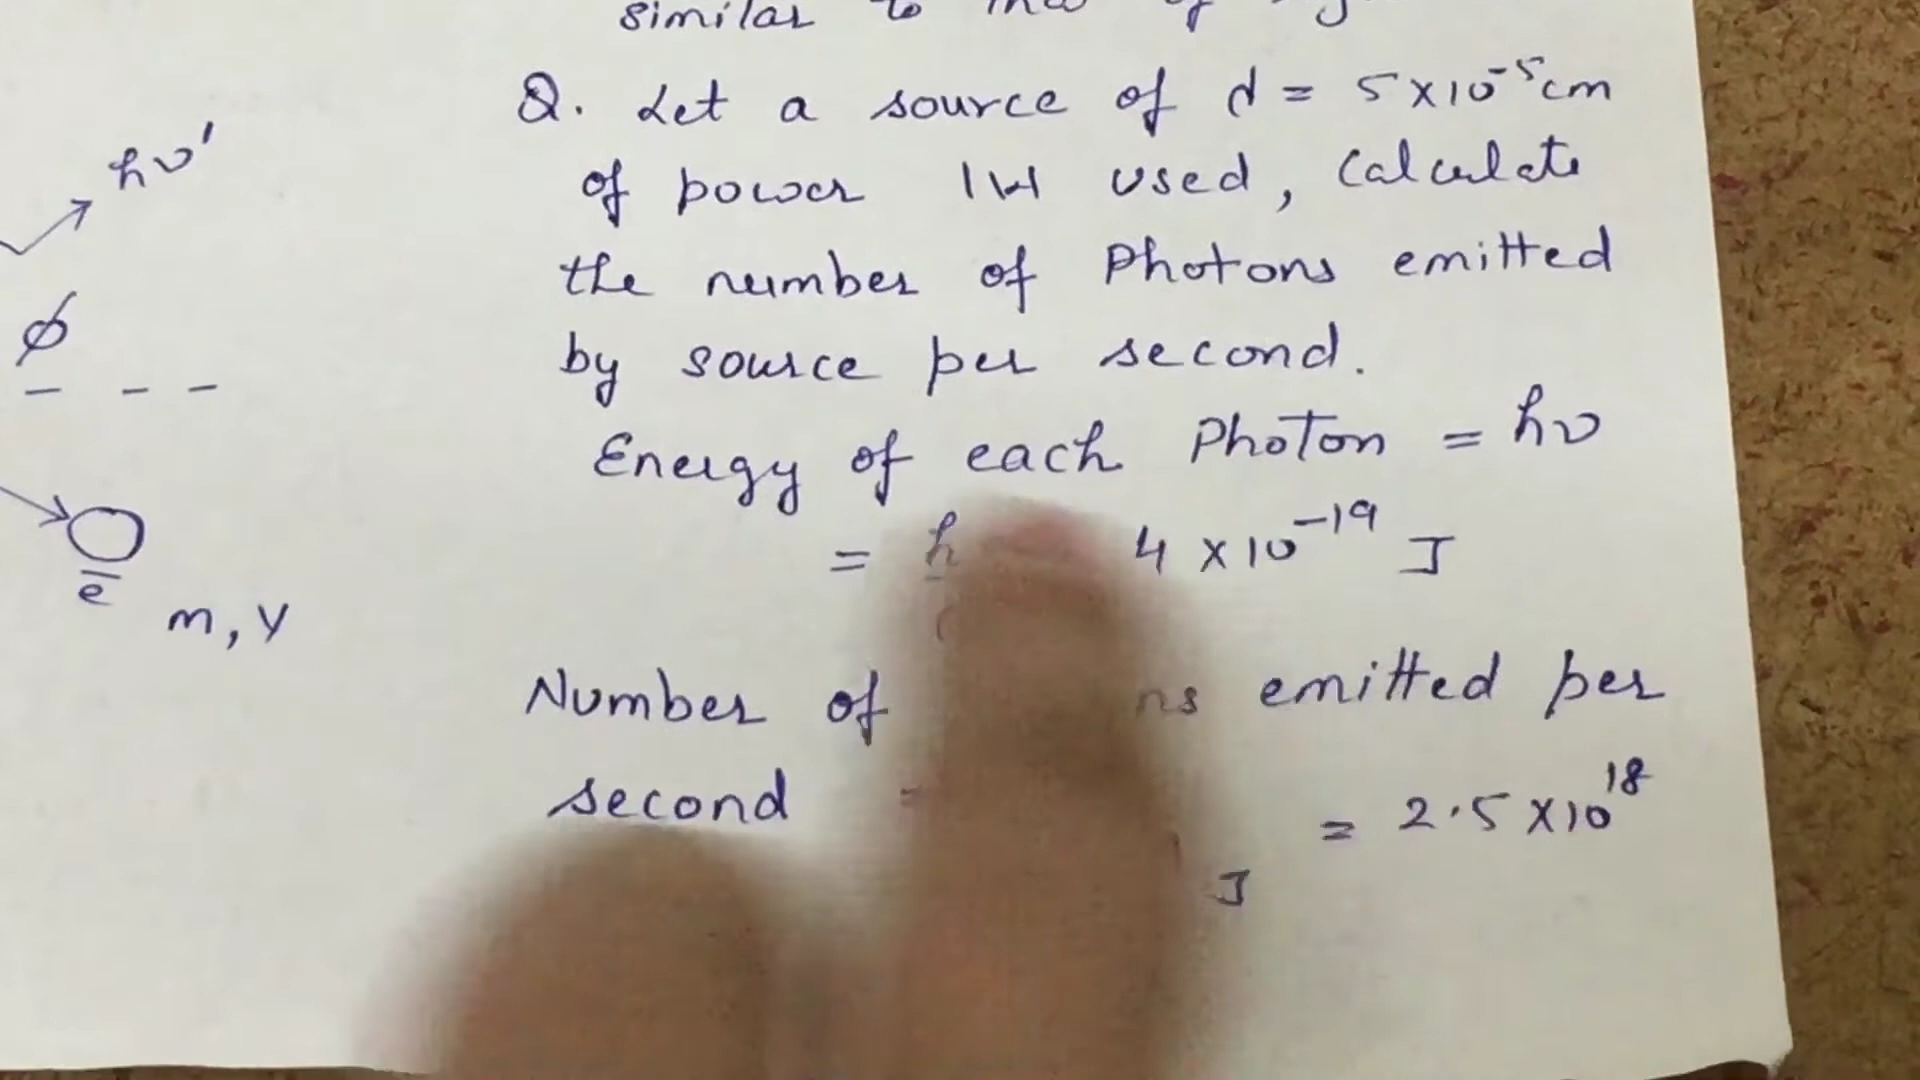 similar to
hν'
Q. Let a source of d = 5×10⁻⁵cm
of power 1W used, Calculate
the number of Photons emitted
ϕ
by source per second.
Energy of each Photon = hν
= h 4 × 10⁻¹⁹ J
e
m, v
Number of ns emitted per
second = = 2.5 × 10¹⁸
J